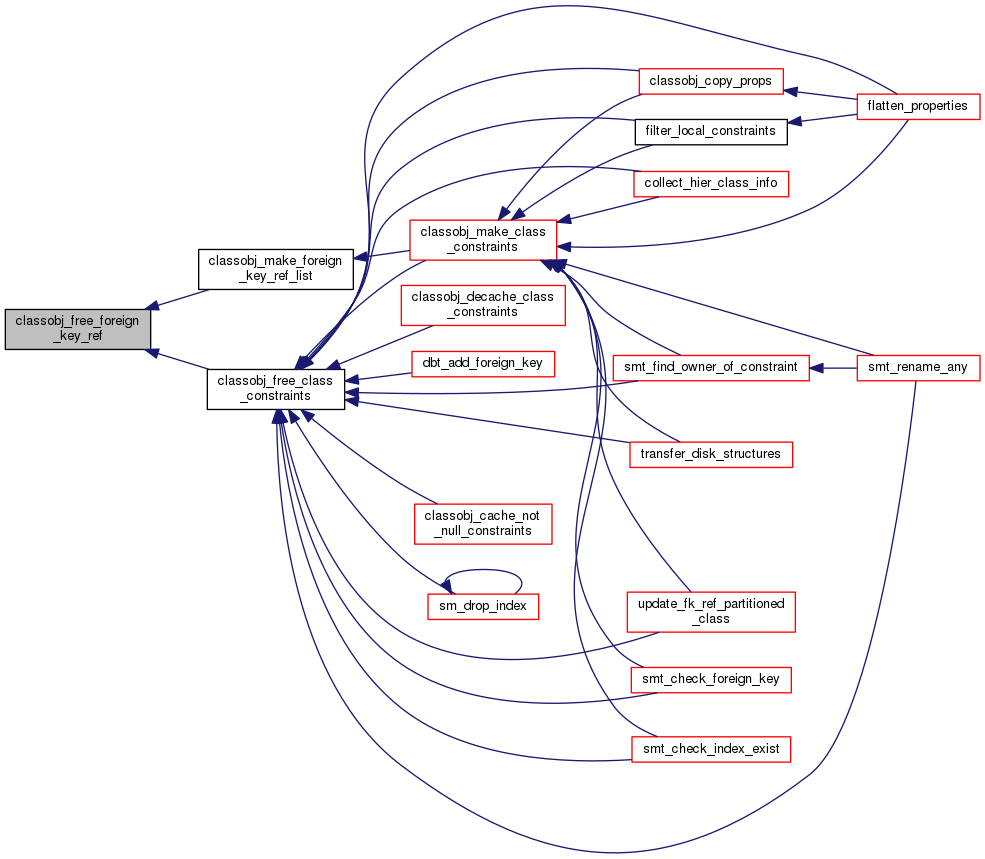 classobj_copy_props
flatten_properties
filter_local_constraints
collect_hier_class_info
classobj_make_class
_constraints
classobj_make_foreign
_key_ref_list
classobj_decache_class
_constraints
classobj_free_foreign
_key_ref
dbt_add_foreign_key
smt_find_owner_of_constraint
smt_rename_any
classobj_free_class
_constraints
transfer_disk_structures
classobj_cache_not
_null_constraints
sm_drop_index
update_fk_ref_partitioned
_class
smt_check_foreign_key
smt_check_index_exist